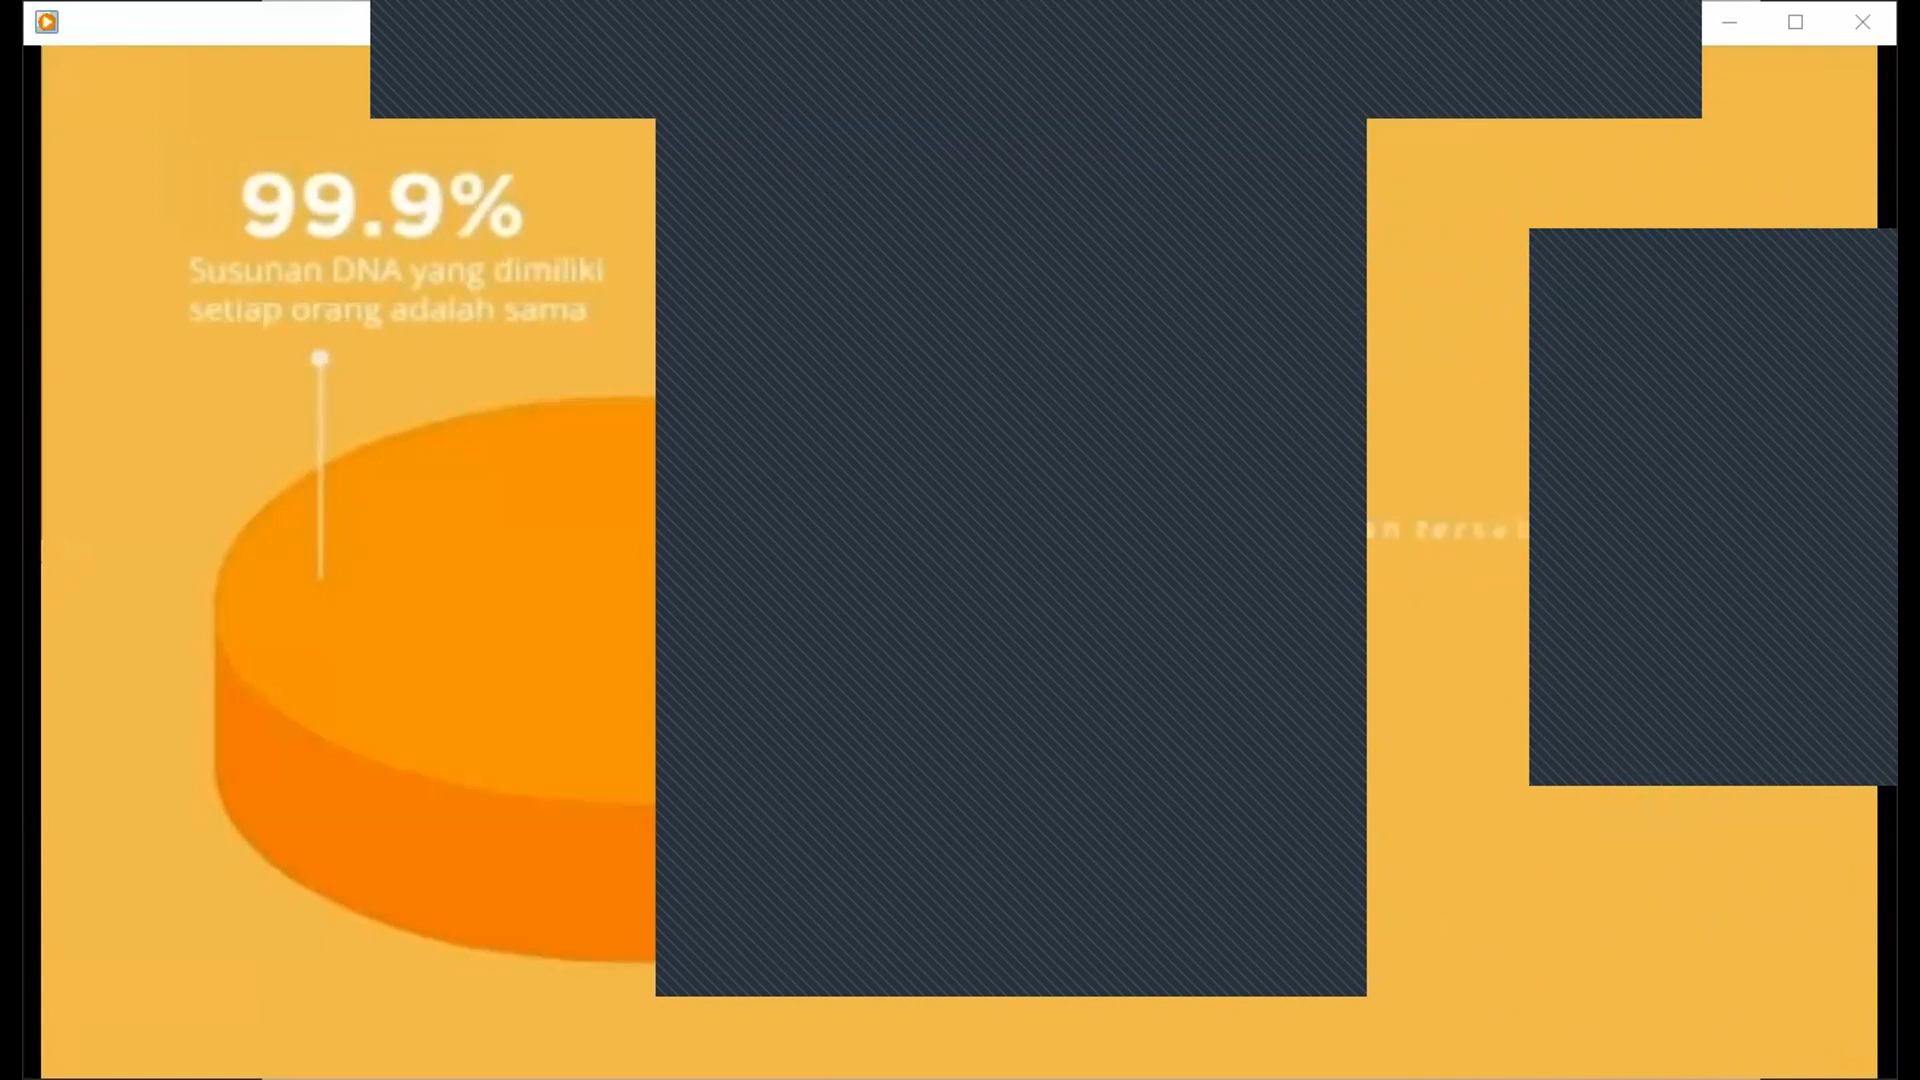 99.9%
Susunan DNA yang dimiliki
setiap orang adalah sama